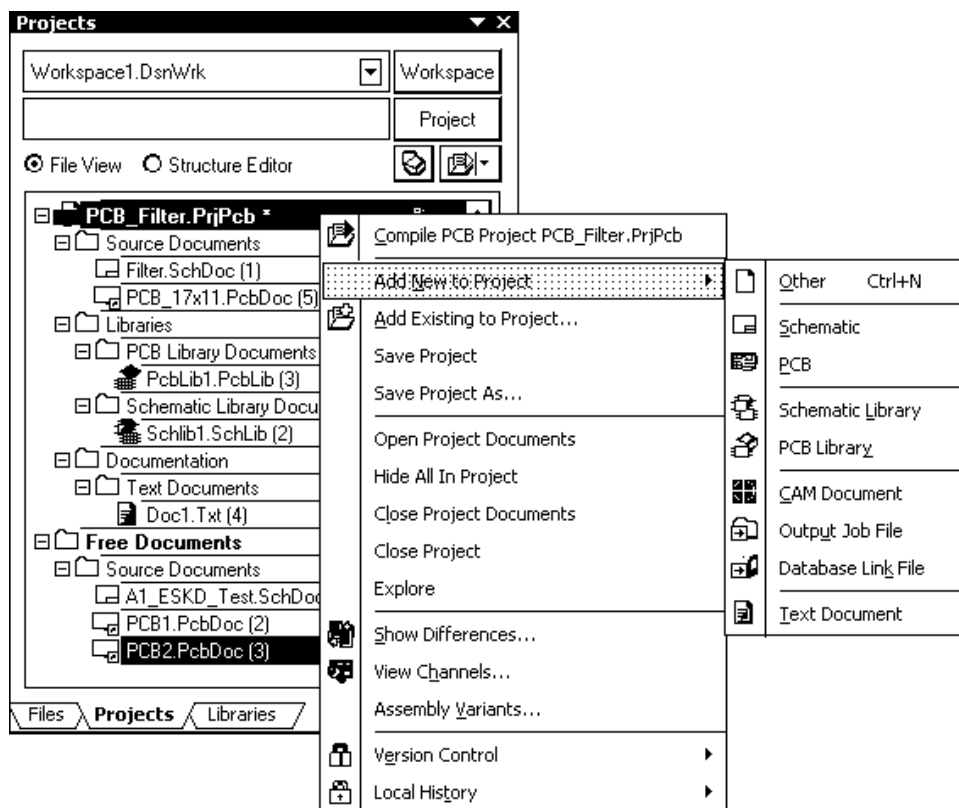 Projects
Workspace1.DsnWrk
Workspace
Project
File View
Structure Editor
PCB_Filter.PrjPcb *
Source Documents
Filter.SchDoc (1)
PCB_17x11.PcbDoc (5)
Libraries
PCB Library Documents
PcbLib1.PcbLib (3)
Schematic Library Docu
Schlib1.SchLib (2)
Documentation
Text Documents
Doc1.Txt (4)
Free Documents
Source Documents
A1_ESKD_Test.SchDoc
PCB1.PcbDoc (2)
PCB2.PcbDoc (3)
Files
Projects
Libraries
Compile PCB Project PCB_Filter.PrjPcb
Add New to Project
Add Existing to Project...
Save Project
Save Project As...
Open Project Documents
Hide All In Project
Close Project Documents
Close Project
Explore
Show Differences...
View Channels...
Assembly Variants...
Version Control
Local History
Other Ctrl+N
Schematic
PCB
Schematic Library
PCB Library
CAM Document
Output Job File
Database Link File
Text Document